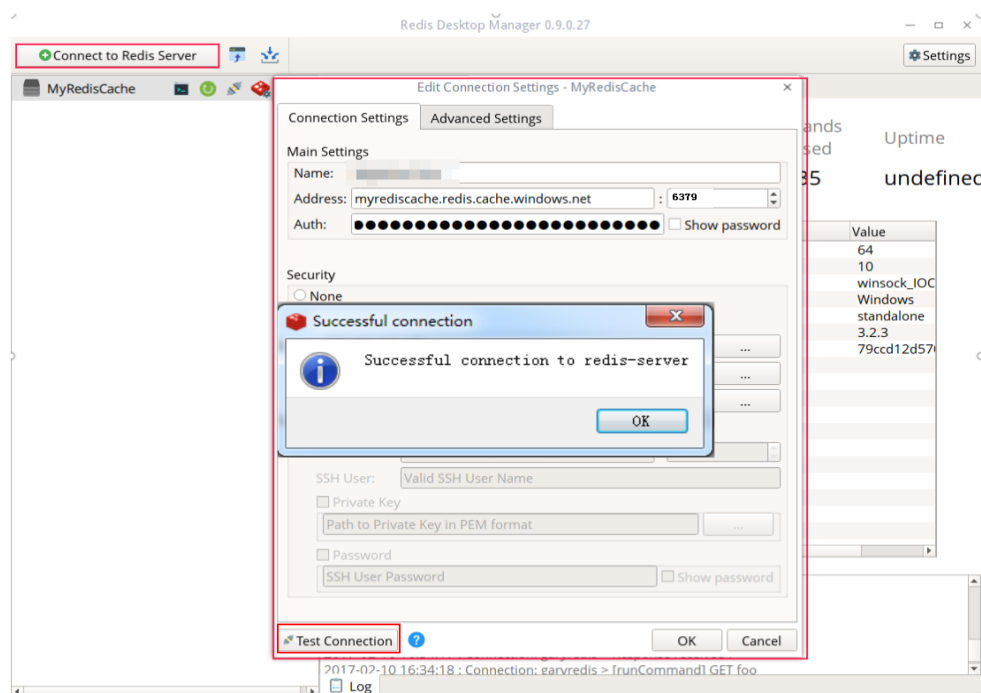 Redis Desktop Manager 0.9.0.27
Connect to Redis Server
Settings
MyRedisCache
Edit Connection Settings - MyRedisCache
Connection Settings
Advanced Settings
Main Settings
Name:
Address: myrediscache.redis.cache.windows.net : 6379
Auth: Show password
Security
None
Successful connection
Successful connection to redis-server
OK
SSH User: Valid SSH User Name
Private Key
Path to Private Key in PEM format ...
Password
SSH User Password Show password
Test Connection
OK
Cancel
Uptime
undefined
Value
64
10
winsock_IOC
Windows
standalone
3.2.3
79ccd12d57
2017-02-10 16:34:18 : Connection: garyredis > [runCommand] GET foo
Log